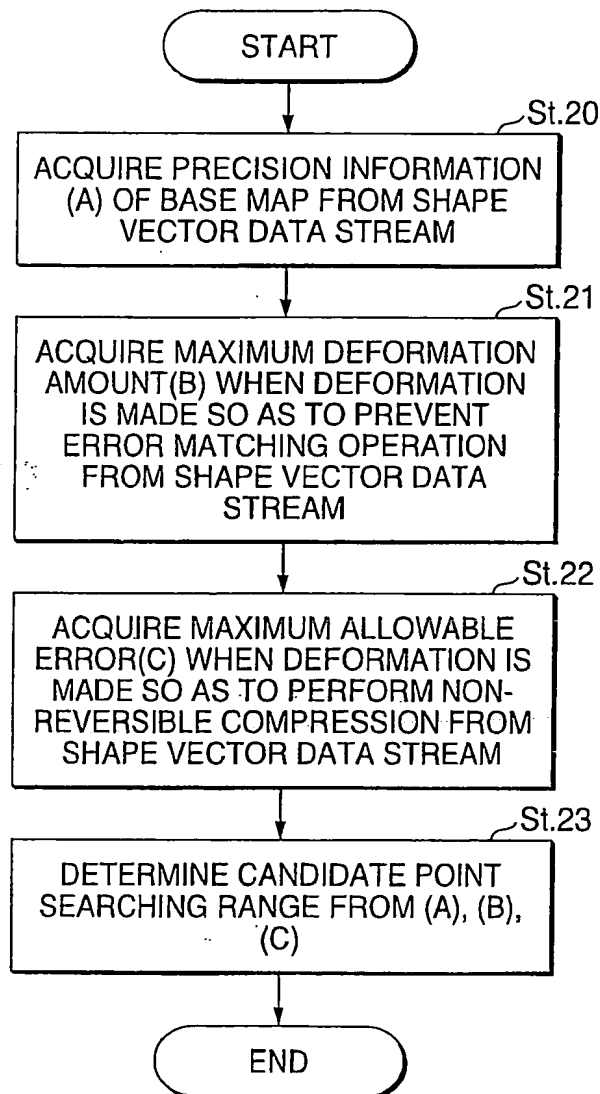 START
St.20
ACQUIRE PRECISION INFORMATION
(A) OF BASE MAP FROM SHAPE
VECTOR DATA STREAM
St.21
ACQUIRE MAXIMUM DEFORMATION
AMOUNT(B) WHEN DEFORMATION
IS MADE SO AS TO PREVENT
ERROR MATCHING OPERATION
FROM SHAPE VECTOR DATA
STREAM
St.22
ACQUIRE MAXIMUM ALLOWABLE
ERROR(C) WHEN DEFORMATION IS
MADE SO AS TO PERFORM NON-
REVERSIBLE COMPRESSION FROM
SHAPE VECTOR DATA STREAM
St.23
DETERMINE CANDIDATE POINT
SEARCHING RANGE FROM (A), (B),
(C)
END